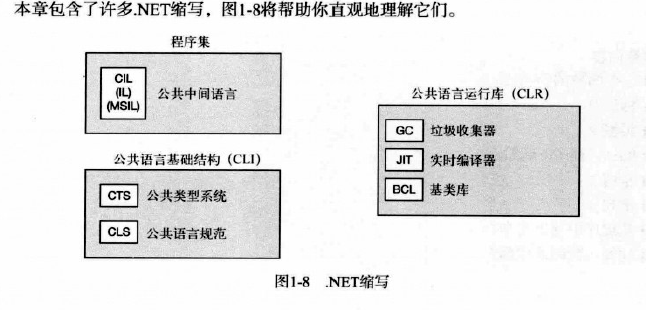 本章包含了许多.NET缩写，图1-8将帮助你直观地理解它们。
程序集
CIL
(IL)
(MSIL)
公共中间语言
公共语言基础结构（CLI）
CTS 公共类型系统
CLS 公共语言规范
公共语言运行库（CLR）
GC 垃圾收集器
JIT 实时编译器
BCL 基类库
图1-8 .NET缩写